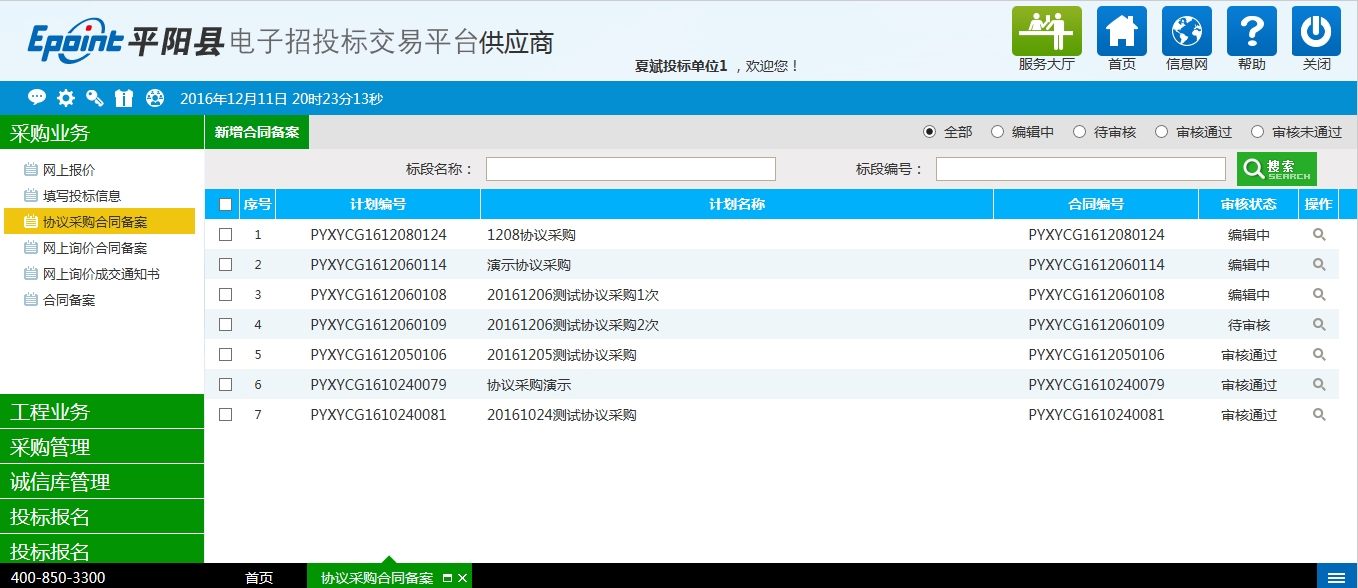 Epoint 平阳县 电子招投标交易平台供应商
夏斌投标单位1 ，欢迎您！
服务大厅 首页 信息网 帮助 关闭
2016年12月11日 20时23分13秒
采购业务
网上报价
填写投标信息
协议采购合同备案
网上询价合同备案
网上询价成交通知书
合同备案
工程业务
采购管理
诚信库管理
投标报名
投标报名
新增合同备案 全部 编辑中 待审核 审核通过 审核未通过
标段名称： 标段编号： 搜索 SEARCH
序号 计划编号 计划名称 合同编号 审核状态 操作
1 PYXYCG1612080124 1208协议采购 PYXYCG1612080124 编辑中
2 PYXYCG1612060114 演示协议采购 PYXYCG1612060114 编辑中
3 PYXYCG1612060108 20161206测试协议采购1次 PYXYCG1612060108 编辑中
4 PYXYCG1612060109 20161206测试协议采购2次 PYXYCG1612060109 待审核
5 PYXYCG1612050106 20161205测试协议采购 PYXYCG1612050106 审核通过
6 PYXYCG1610240079 协议采购演示 PYXYCG1610240079 审核通过
7 PYXYCG1610240081 20161024测试协议采购 PYXYCG1610240081 审核通过
400-850-3300 首页 协议采购合同备案